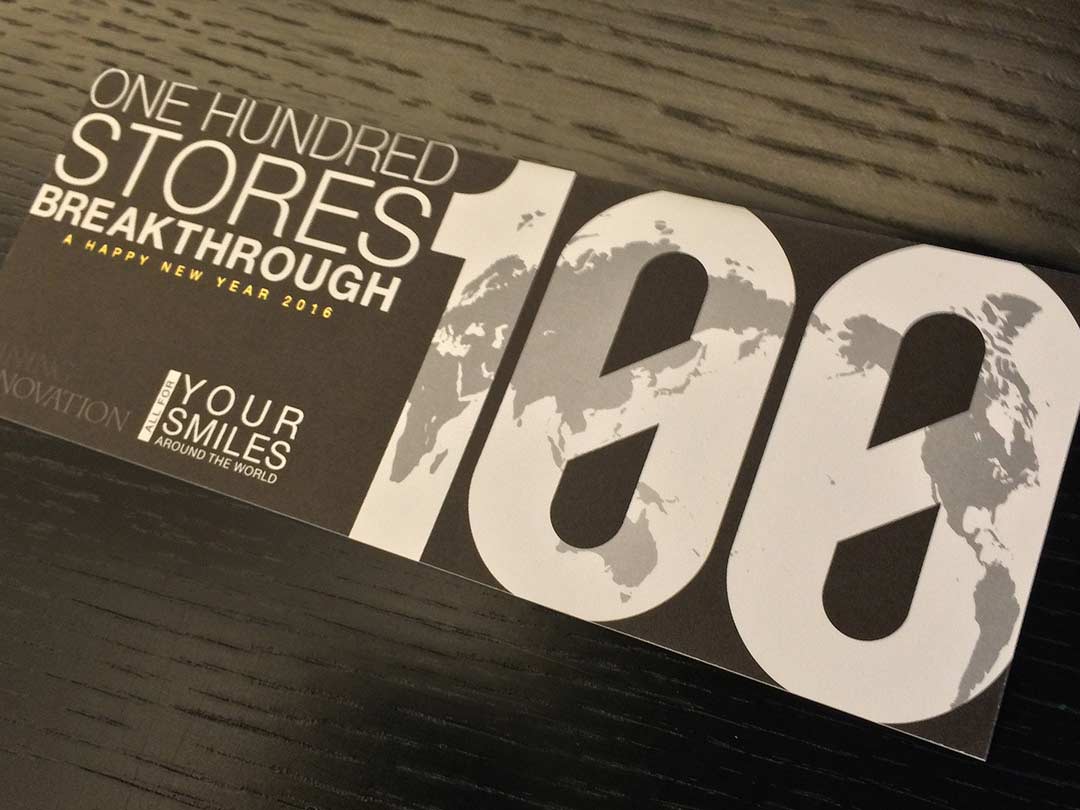 ONE HUNDRED
STORES
BREAKTHROUGH
A HAPPY NEW YEAR 2016
100
NOVATION
ALL FOR
YOUR
SMILES
AROUND THE WORLD